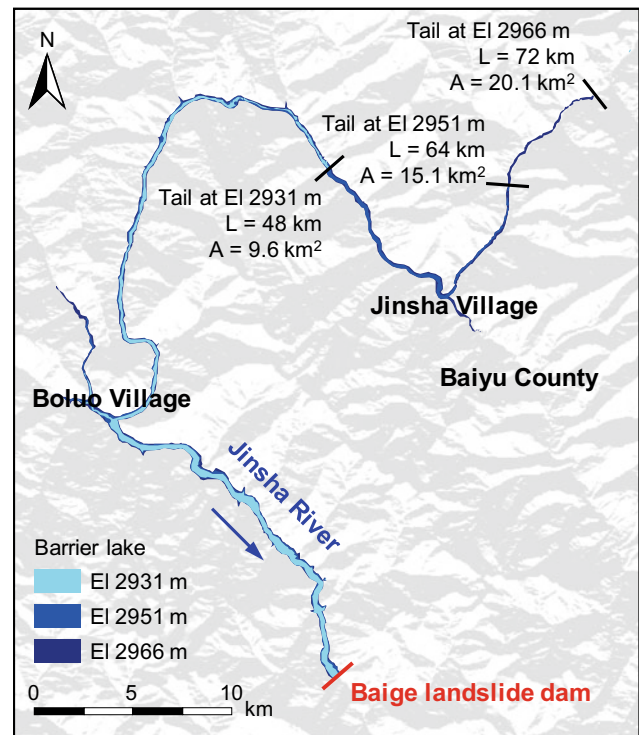 N
Tail at El 2966 m
L = 72 km
A = 20.1 km²
Tail at El 2951 m
L = 64 km
A = 15.1 km²
Tail at El 2931 m
L = 48 km
A = 9.6 km²
Jinsha Village
Baiyu County
Boluo Village
Jinsha River
Barrier lake
El 2931 m
El 2951 m
El 2966 m
0 5 10
km
Baige landslide dam